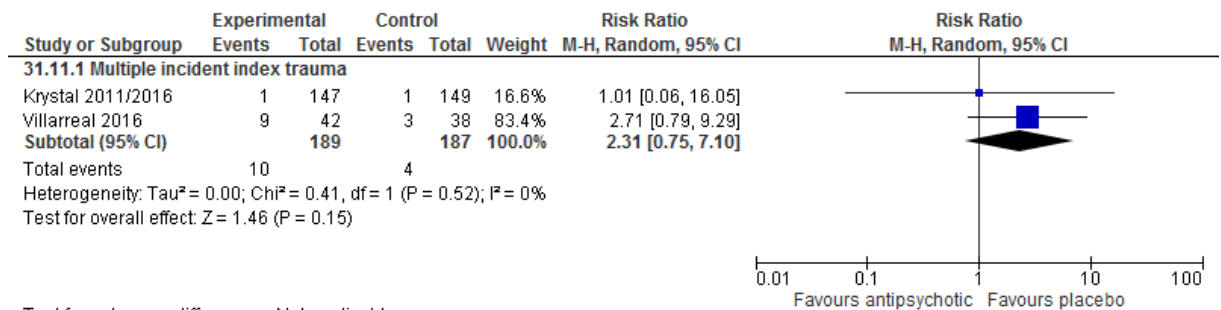 Experimental Control Risk Ratio Risk Ratio
Study or Subgroup Events Total Events Total Weight M-H, Random, 95% CI M-H, Random, 95% CI
31.11.1 Multiple incident index trauma
Krystal 2011/2016 1 147 1 149 16.6% 1.01 [0.06, 16.05]
Villarreal 2016 9 42 3 38 83.4% 2.71 [0.79, 9.29]
Subtotal (95% CI) 189 187 100.0% 2.31 [0.75, 7.10]
Total events 10 4
Heterogeneity: Tau² = 0.00; Chi² = 0.41, df = 1 (P = 0.52); I² = 0%
Test for overall effect: Z = 1.46 (P = 0.15)
0.01 0.1 1 10 100
Favours antipsychotic Favours placebo